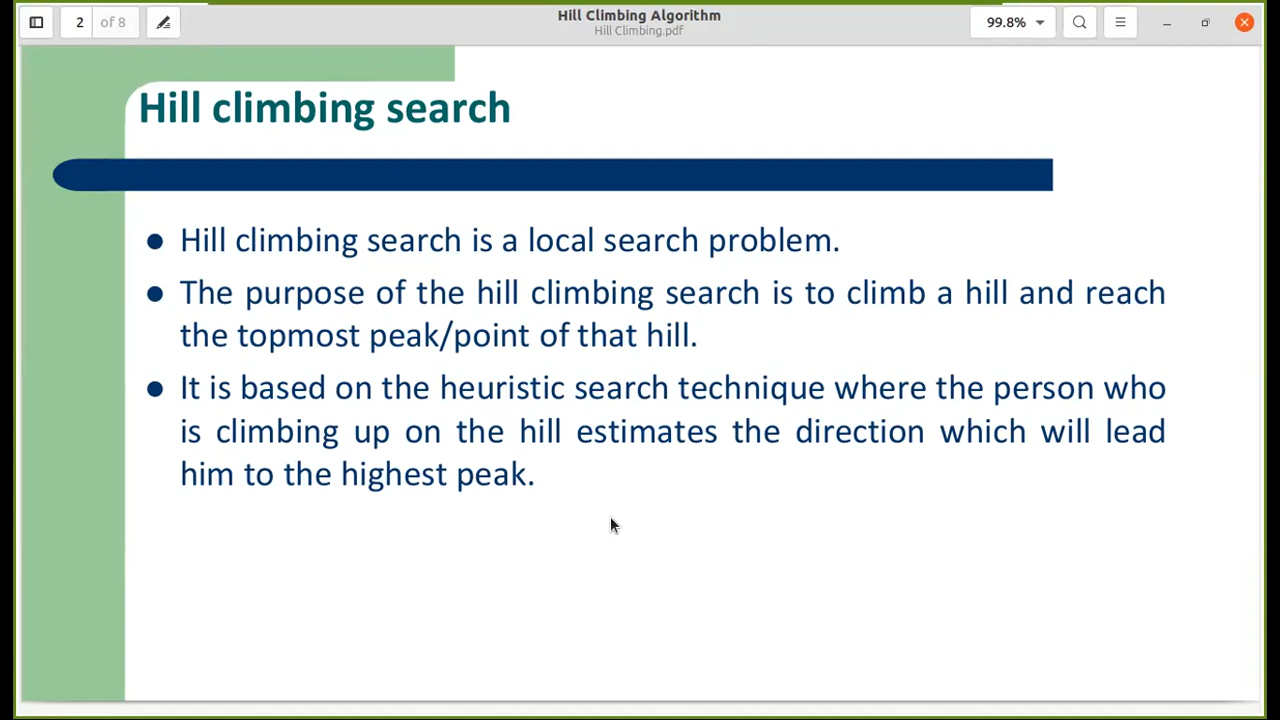 Hill Climbing Algorithm
2 of 8
Hill Climbing.pdf
99.8%
Hill climbing search
● Hill climbing search is a local search problem.
● The purpose of the hill climbing search is to climb a hill and reach
the topmost peak/point of that hill.
● It is based on the heuristic search technique where the person who
is climbing up on the hill estimates the direction which will lead
him to the highest peak.